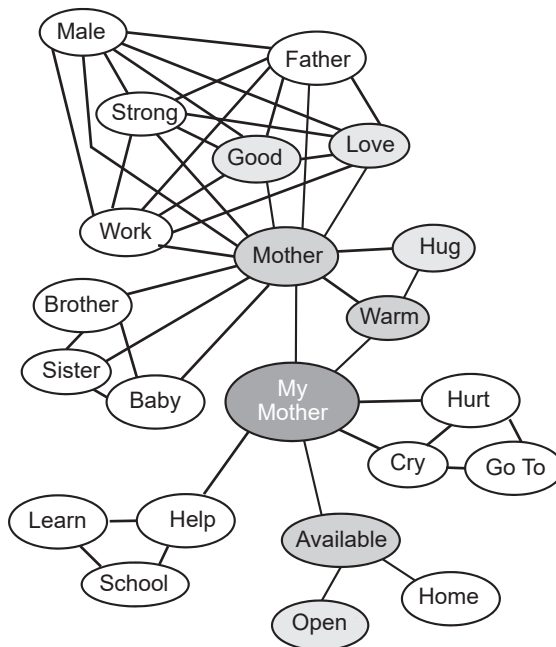 Male
Father
Strong
Good
Love
Work
Mother
Hug
Brother
Warm
Sister
Baby
My
Mother
Hurt
Cry
Go To
Learn
Help
Available
School
Home
Open